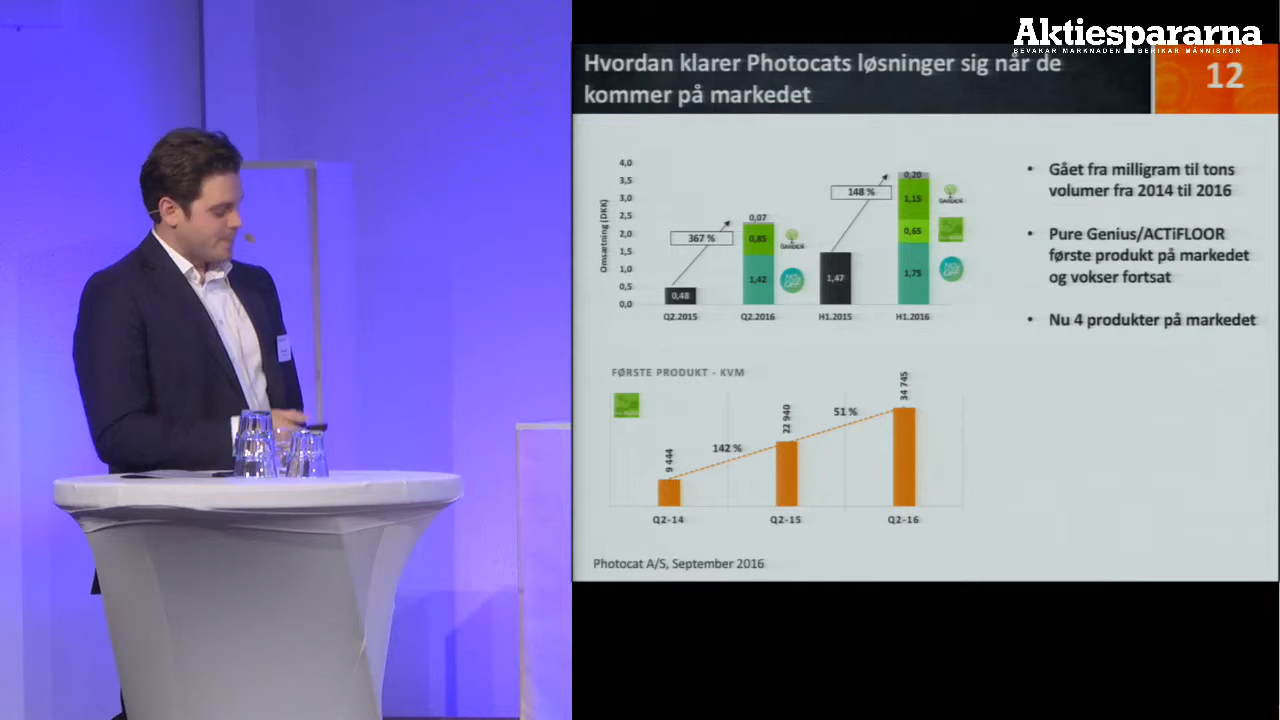 Aktiespararna
BEVAKAR MARKNADEN BERIKAR MÄNNISKOR
Hvordan klarer Photocats løsninger sig når de
kommer på markedet
12
Omsætning (DKK)
4,0
3,5
3,0
2,5
2,0
1,5
1,0
0,5
0,0
367 %
148 %
0,48
0,07
0,85
1,42
1,47
0,20
1,15
0,65
1,75
GARDER
GARDER
NO
OFF
Q2.2015
Q2.2016
H1.2015
H1.2016
• Gået fra milligram til tons
volumer fra 2014 til 2016
• Pure Genius/ACTiFLOOR
første produkt på markedet
og vokser fortsat
• Nu 4 produkter på markedet
FØRSTE PRODUKT - KVM
9 444
142 %
22 940
51 %
34 745
Q2-14
Q2-15
Q2-16
Photocat A/S, September 2016